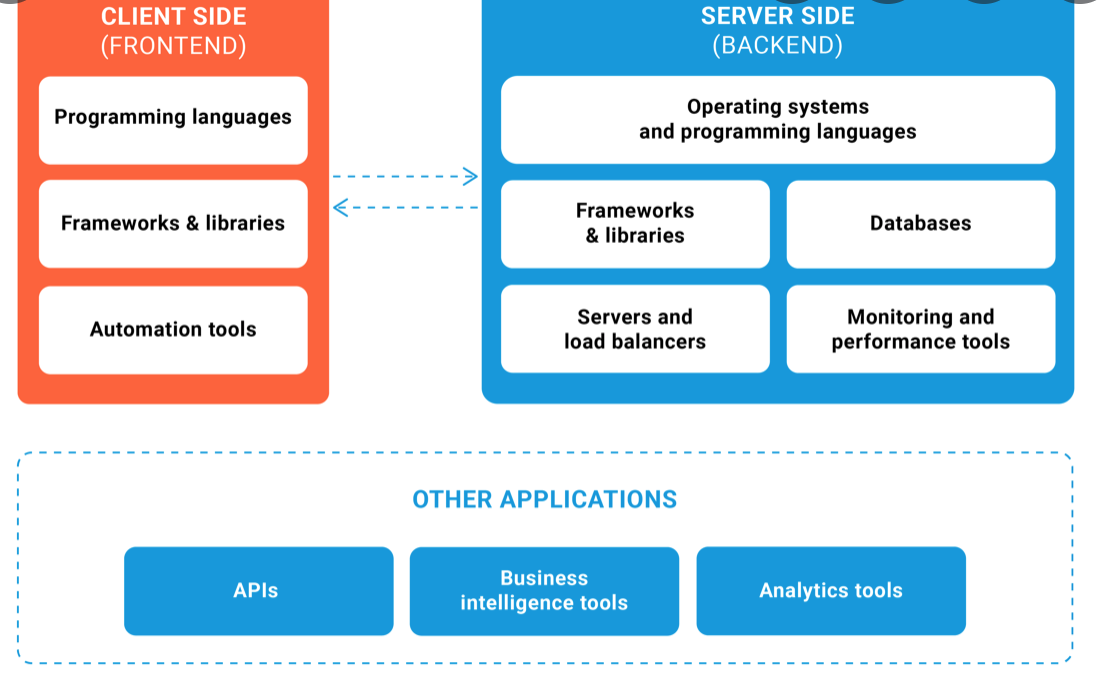 CLIENT SIDE
(FRONTEND)
Programming languages
Frameworks & libraries
Automation tools
SERVER SIDE
(BACKEND)
Operating systems
and programming languages
Frameworks
& libraries
Databases
Servers and
load balancers
Monitoring and
performance tools
OTHER APPLICATIONS
APIs
Business
intelligence tools
Analytics tools